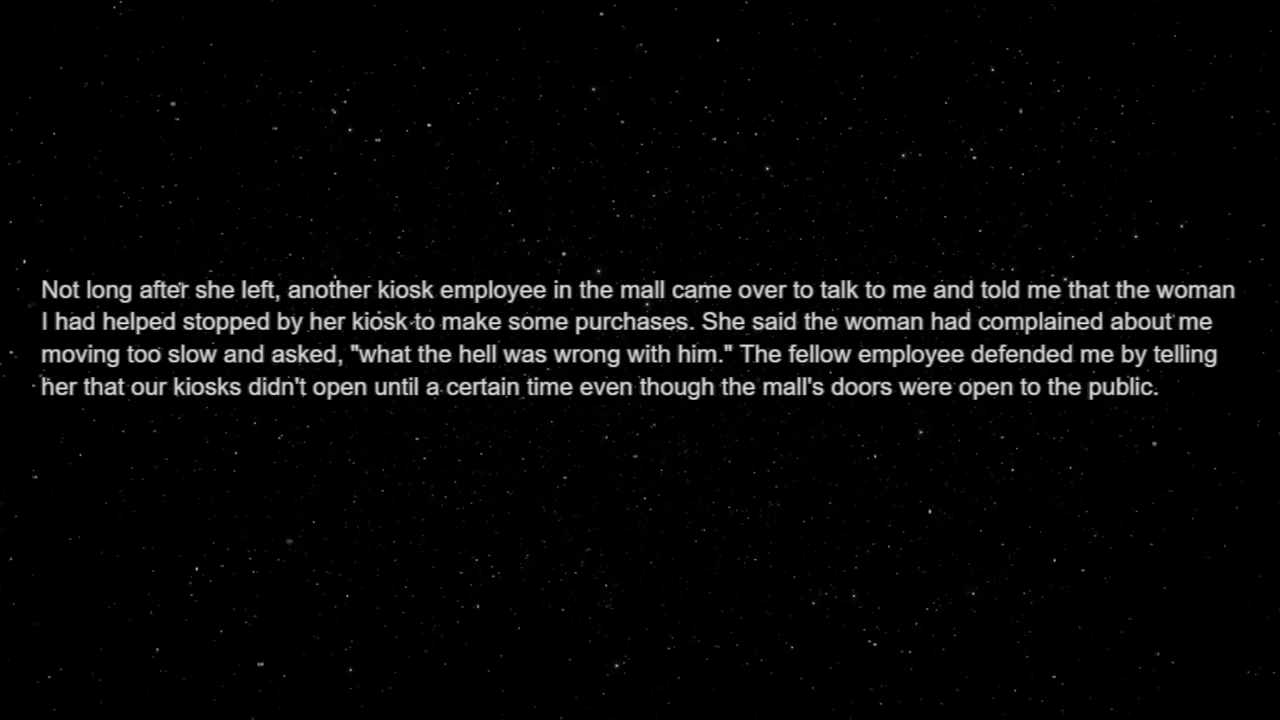 Not long after she left, another kiosk employee in the mall came over to talk to me and told me that the woman
I had helped stopped by her kiosk to make some purchases. She said the woman had complained about me
moving too slow and asked, "what the hell was wrong with him." The fellow employee defended me by telling
her that our kiosks didn't open until a certain time even though the mall's doors were open to the public.